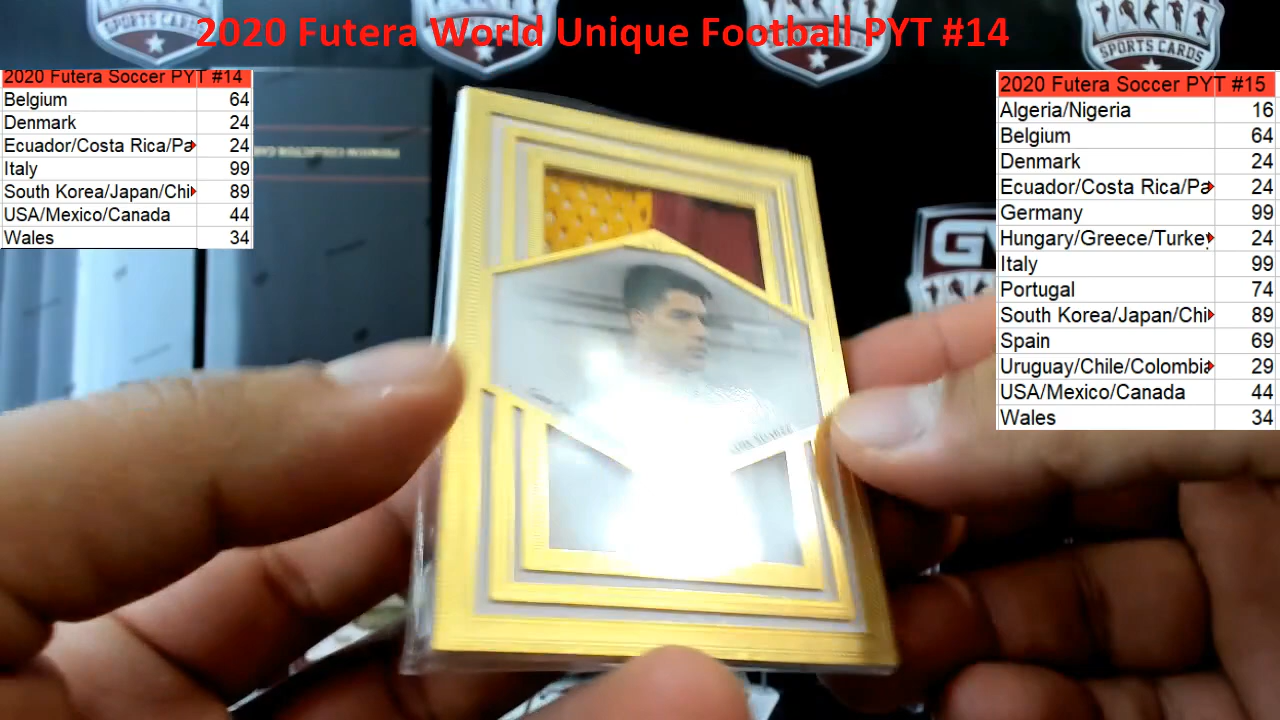 2020 Futera World Unique Football PYT #14
SPORTS CARDS
2020 Futera Soccer PYT #14
Belgium 64
Denmark 24
Ecuador/Costa Rica/Pa 24
Italy 99
South Korea/Japan/Chi 89
USA/Mexico/Canada 44
Wales 34
2020 Futera Soccer PYT #15
Algeria/Nigeria 16
Belgium 64
Denmark 24
Ecuador/Costa Rica/Pa 24
Germany 99
Hungary/Greece/Turkey 24
Italy 99
Portugal 74
South Korea/Japan/Chi 89
Spain 69
Uruguay/Chile/Colombia 29
USA/Mexico/Canada 44
Wales 34